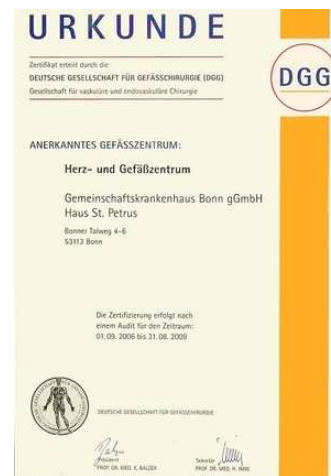 URKUNDE
Zertifikat erteilt durch die
DEUTSCHE GESELLSCHAFT FÜR GEFÄSSCHIRURGIE (DGG)
Gesellschaft für vaskuläre und endovaskuläre Chirurgie
DGG
ANERKANNTES GEFÄSSZENTRUM:
Herz- und Gefäßzentrum
Gemeinschaftskrankenhaus Bonn gGmbH
Haus St. Petrus
Bonner Talweg 4-6
53113 Bonn
Die Zertifizierung erfolgt nach
einem Audit für den Zeitraum:
01.09.2006 bis 31.08.2009
DEUTSCHE GESELLSCHAFT FÜR GEFÄSSCHIRURGIE
Präsident
PROF. DR. MED. K. BALZER
Sekretär
PROF. DR. MED. H. IMIG